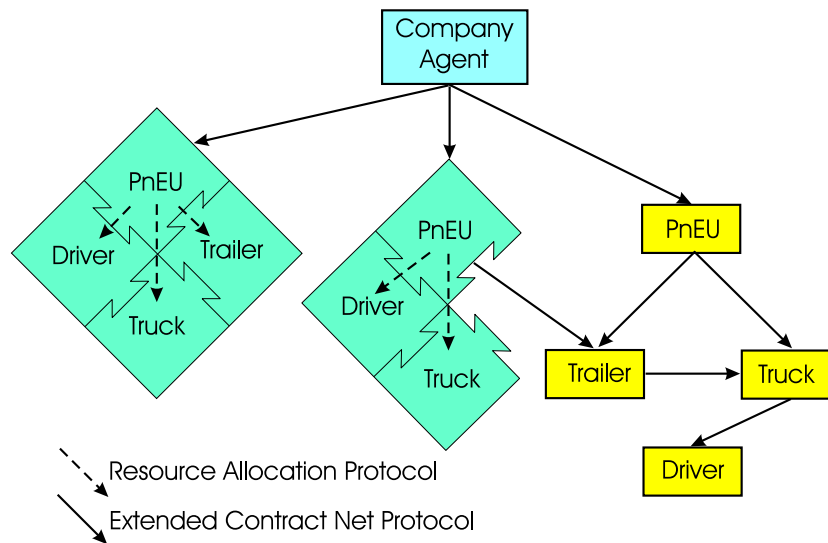 Company
Agent
PnEU
Driver
Trailer
Truck
PnEU
Driver
Truck
PnEU
Trailer
Truck
Driver
Resource Allocation Protocol
Extended Contract Net Protocol